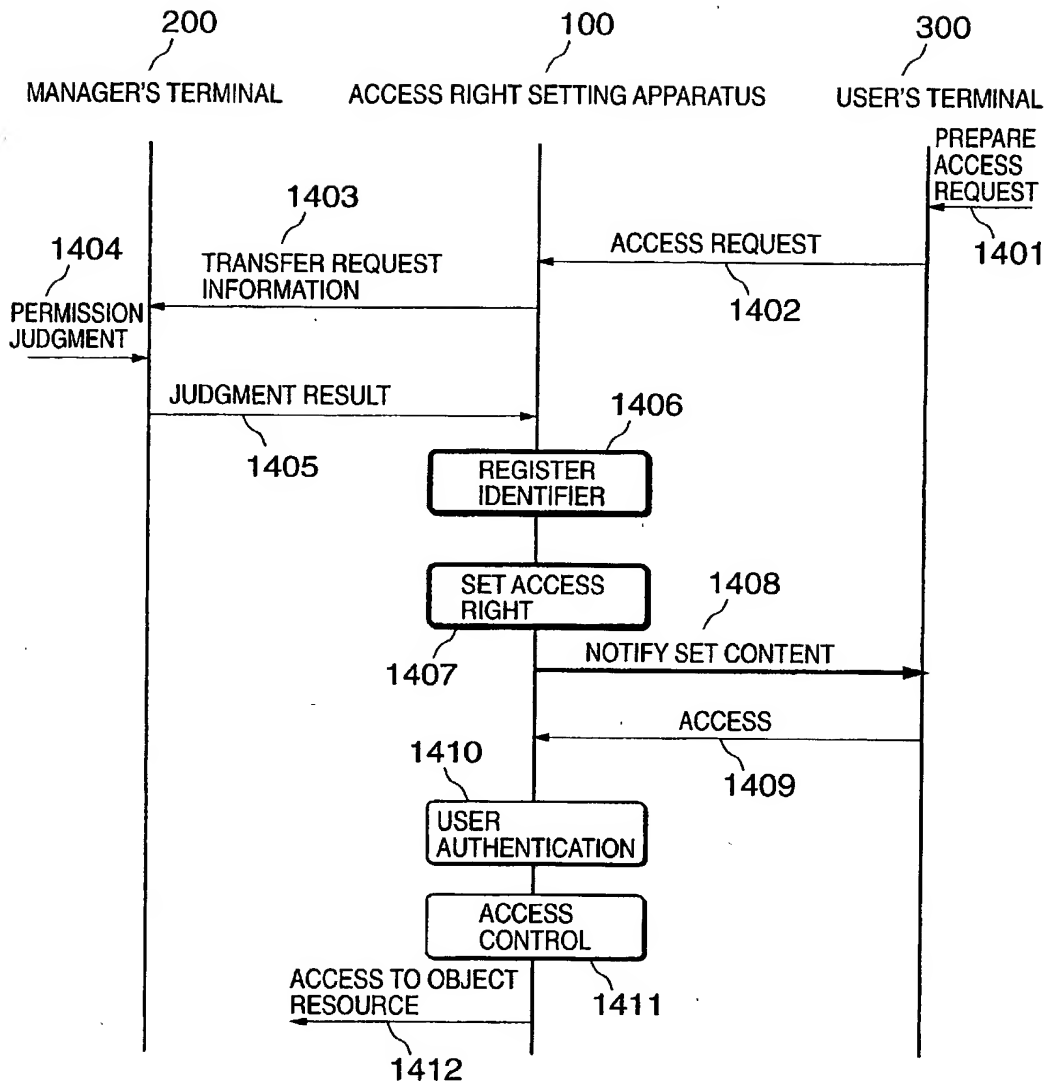 200
100
300
MANAGER'S TERMINAL
ACCESS RIGHT SETTING APPARATUS
USER'S TERMINAL
PREPARE
ACCESS
REQUEST
1401
1403
ACCESS REQUEST
1402
1404
TRANSFER REQUEST
INFORMATION
PERMISSION
JUDGMENT
JUDGMENT RESULT
1405
1406
REGISTER
IDENTIFIER
SET ACCESS
RIGHT
1407
1408
NOTIFY SET CONTENT
ACCESS
1409
1410
USER
AUTHENTICATION
ACCESS
CONTROL
1411
ACCESS TO OBJECT
RESOURCE
1412